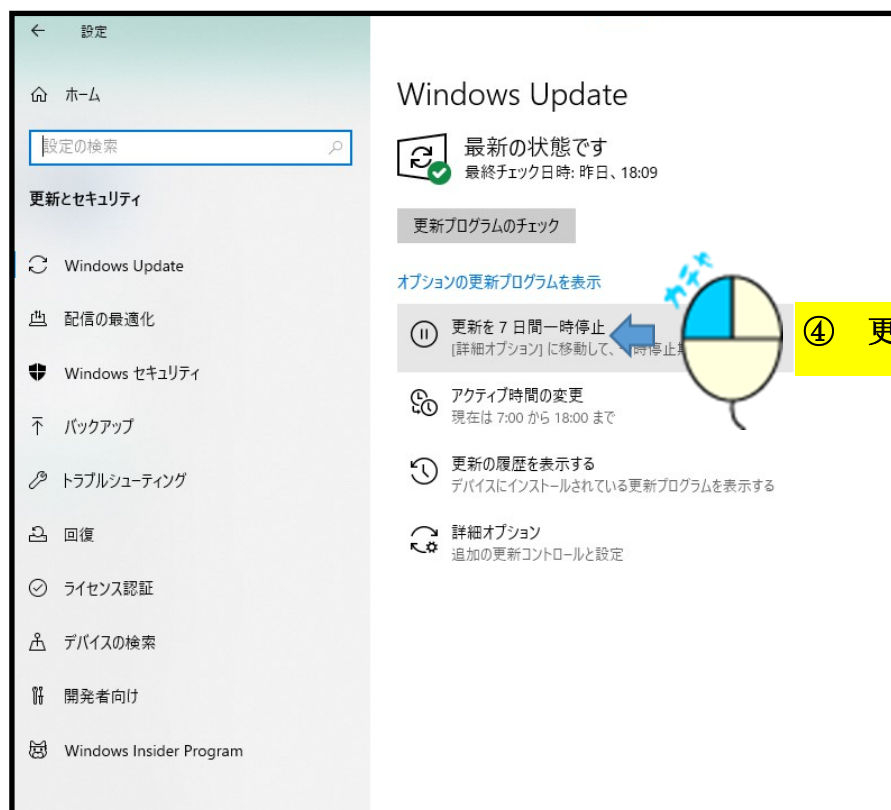 設定
ホーム
設定の検索
更新とセキュリティ
Windows Update
配信の最適化
Windows セキュリティ
バックアップ
トラブルシューティング
回復
ライセンス認証
デバイスの検索
開発者向け
Windows Insider Program
Windows Update
最新の状態です
最終チェック日時: 昨日、18:09
更新プログラムのチェック
オプションの更新プログラムを表示
カチャ
更新を 7 日間一時停止
[詳細オプション] に移動して、一時停止
④ 更
アクティブ時間の変更
現在は 7:00 から 18:00 まで
更新の履歴を表示する
デバイスにインストールされている更新プログラムを表示する
詳細オプション
追加の更新コントロールと設定